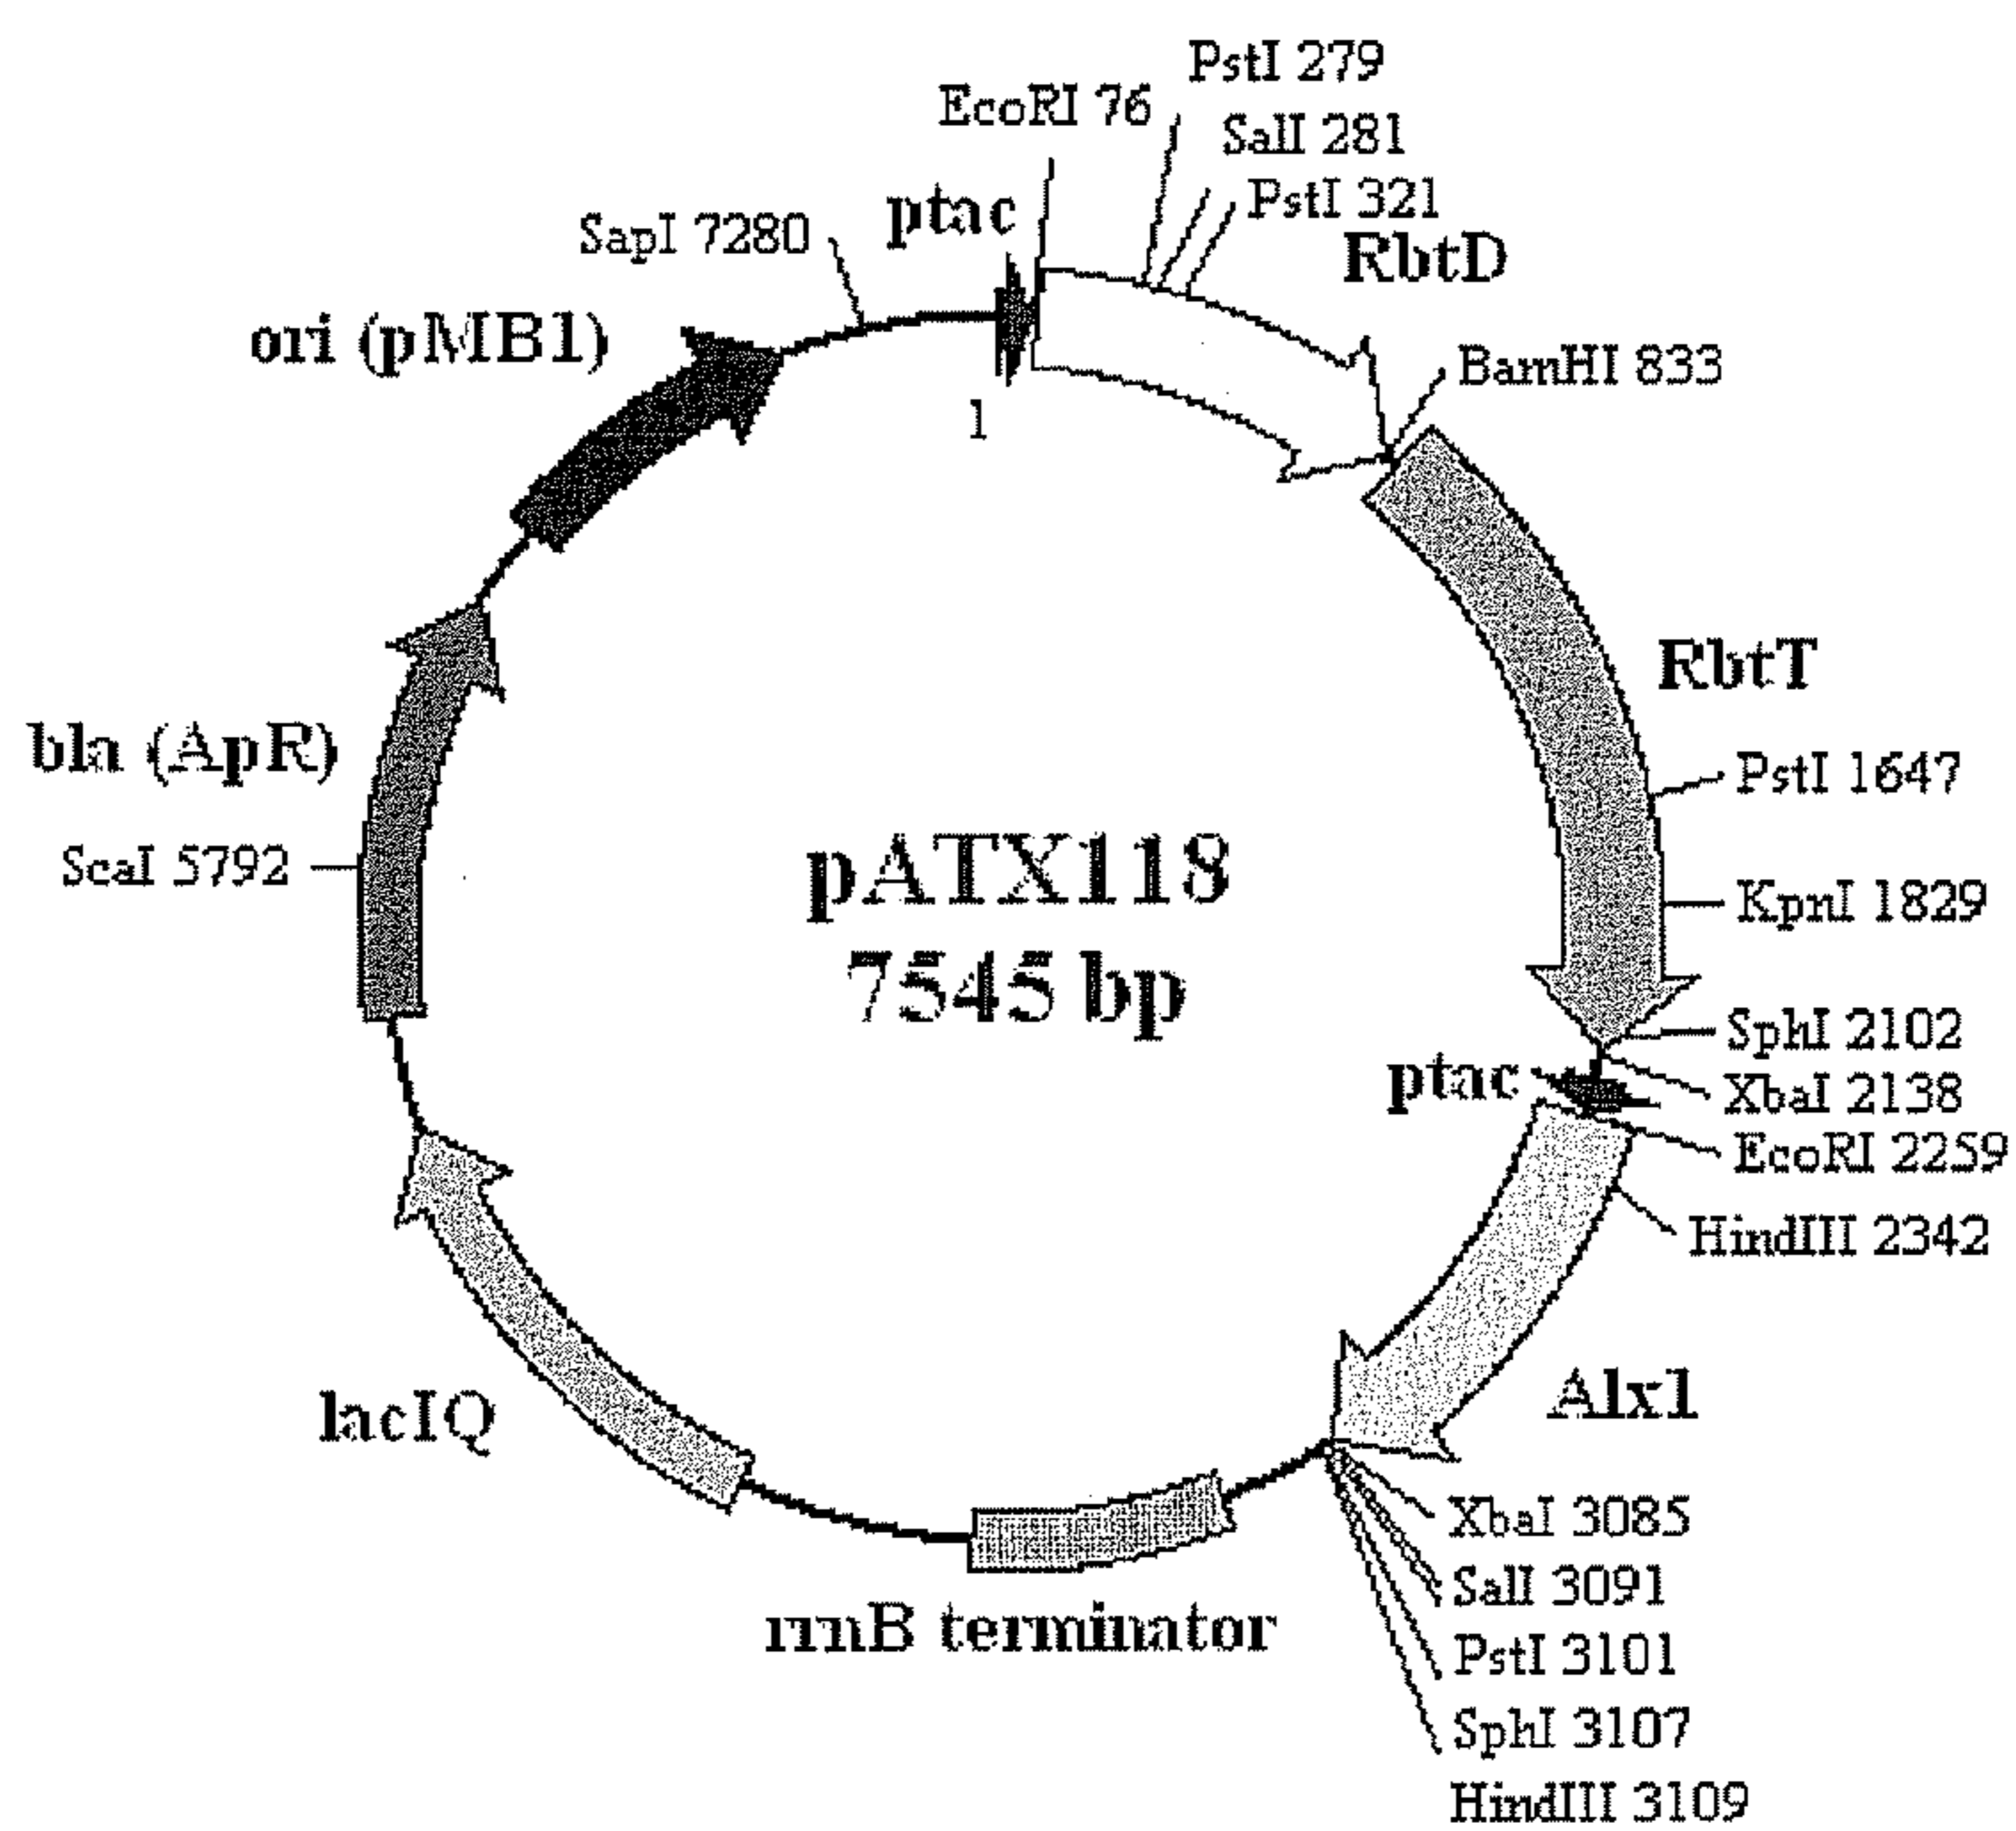 PstI 279
EcoRI 76
SalI 281
PstI 321
ptac
SapI 7280
RbtD
ori (pMB1)
BamHI 833
1
RbtT
bla (ApR)
PstI 1647
ScaI 5792
pATX118
7545 bp
KpnI 1829
SphI 2102
ptac
XbaI 2138
EcoRI 2259
HindIII 2342
Alx1
lacIQ
XbaI 3085
SalI 3091
rrnB terminator
PstI 3101
SphI 3107
HindIII 3109